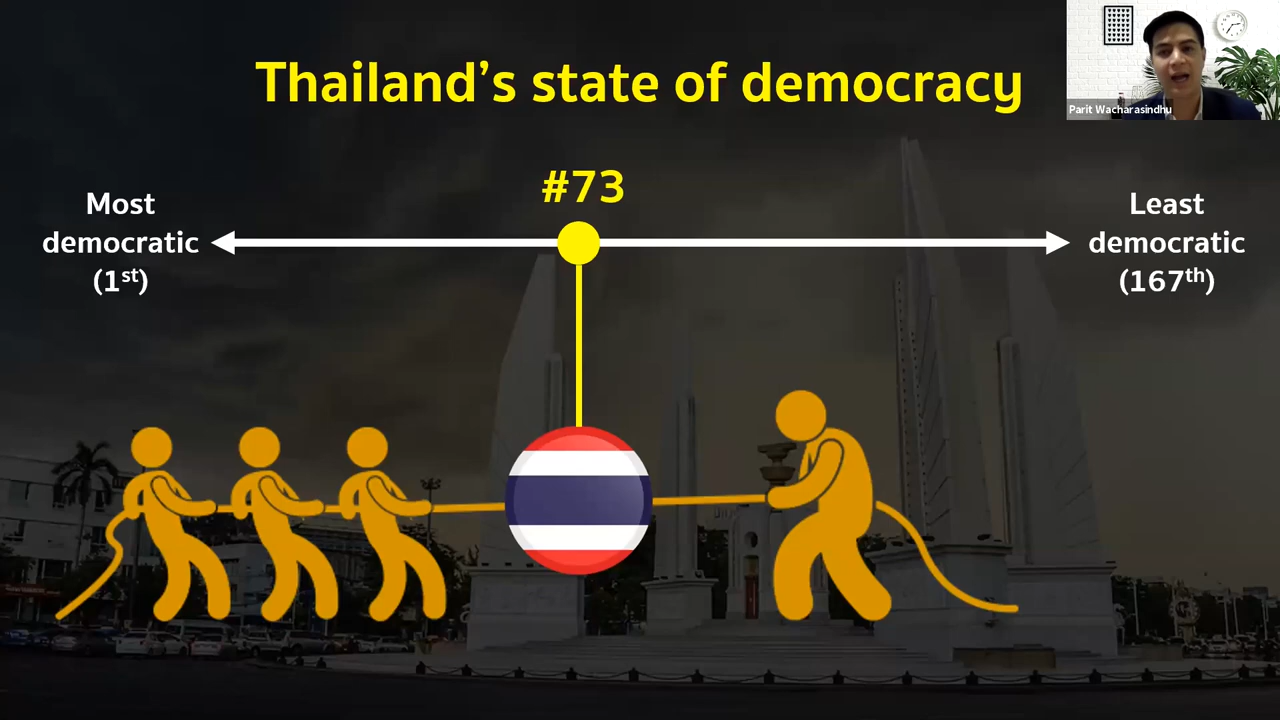 Thailand’s state of democracy
Parit Wacharasindhu
#73
Most
democratic
(1st)
Least
democratic
(167th)